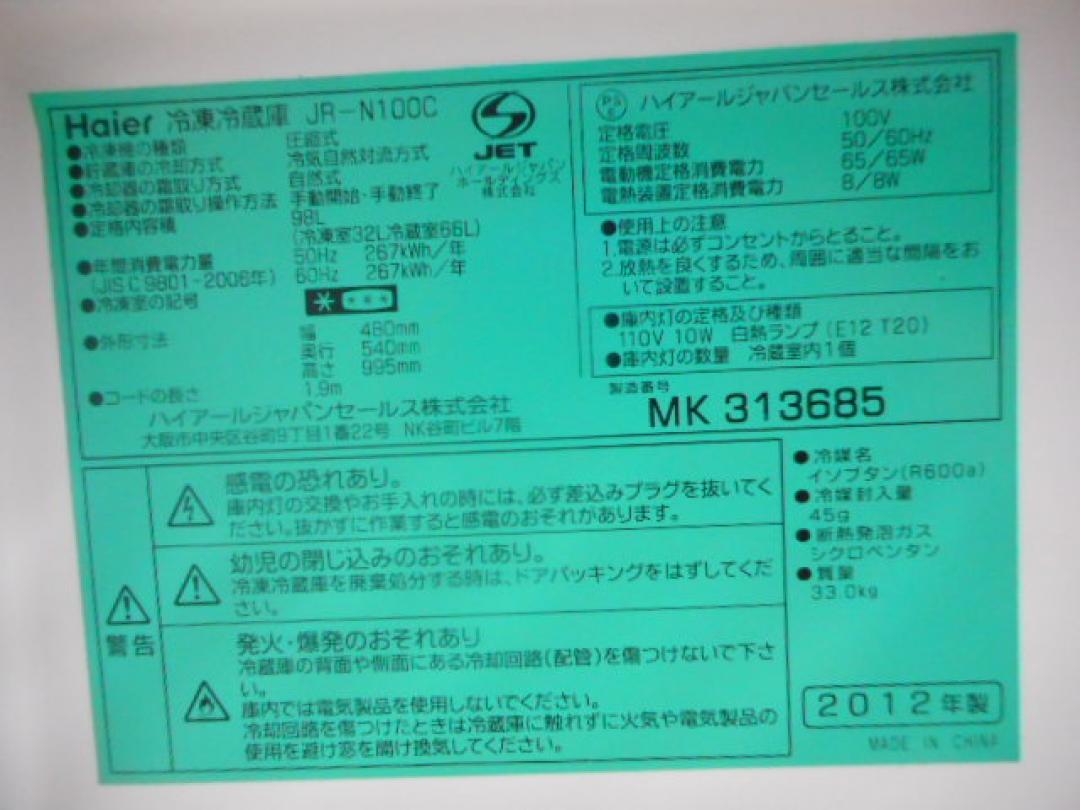 Haier 冷凍冷蔵庫 JR-N100C
●冷凍機の種類 圧縮式
●貯蔵庫の冷却方式 冷気自然対流方式
●冷却器の霜取り方式 自然式
●冷却器の霜取り操作方法 手動開始・手動終了
●定格内容積 98L
(冷凍室32L冷蔵室66L)
●年間消費電力量 50Hz 267kWh/年
(JIS C 9801-2006年) 60Hz 267kWh/年
●冷凍室の記号
●外形寸法 幅 480mm
奥行 540mm
高さ 995mm
●コードの長さ 1.9m
ハイアールジャパンセールス株式会社
大阪市中央区谷町9丁目1番22号 NK谷町ビル7階
JET
ハイアールジャパン
ホールディングス
株式会社
PS
E ハイアールジャパンセールス株式会社
定格電圧 100V
定格周波数 50/60Hz
電動機定格消費電力 65/65W
電熱装置定格消費電力 8/8W
●使用上の注意
1.電源は必ずコンセントからとること。
2.放熱を良くするため、周囲に適当な間隔をお
いて設置すること。
●庫内灯の定格及び種類
110V 10W 白熱ランプ(E12 T20)
●庫内灯の数量 冷蔵室内1個
製造番号
MK 313685
警告
感電の恐れあり。
庫内灯の交換やお手入れの時には、必ず差込みプラグを抜いてく
ださい。抜かずに作業すると感電のおそれがあります。
幼児の閉じ込みのおそれあり。
冷凍冷蔵庫を廃棄処分する時は、ドアパッキングをはずしてくだ
さい。
発火・爆発のおそれあり
冷蔵庫の背面や側面にある冷却回路(配管)を傷つけないで下さ
い。
庫内では電気製品を使用しないでください。
冷却回路を傷つけたときは冷蔵庫に触れずに火気や電気製品の
使用を避け窓を開け換気してください。
●冷媒名
イソブタン(R600a)
●冷媒封入量
45g
●断熱発泡ガス
シクロペンタン
●質量
33.0kg
2012年製
MADE IN CHINA